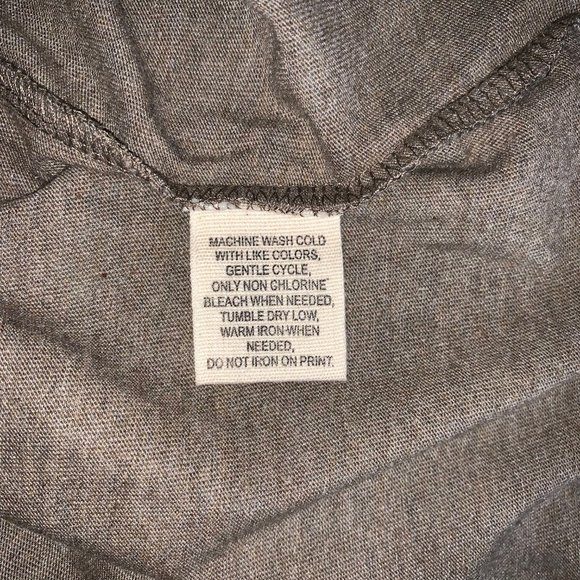 MACHINE WASH COLD
WITH LIKE COLORS,
GENTLE CYCLE,
ONLY NON CHLORINE
BLEACH WHEN NEEDED,
TUMBLE DRY LOW,
WARM IRON WHEN
NEEDED,
DO NOT IRON ON PRINT.